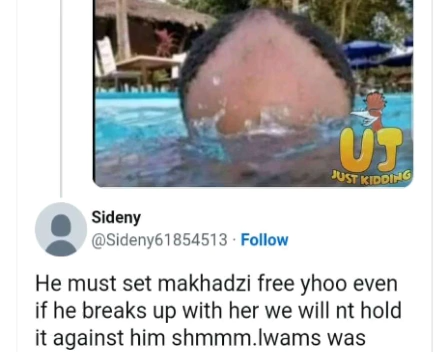 UJ
JUST KIDDING
Sideny
@Sideny61854513 · Follow
He must set makhadzi free yhoo even
if he breaks up with her we will nt hold
it against him shmmm.lwams was